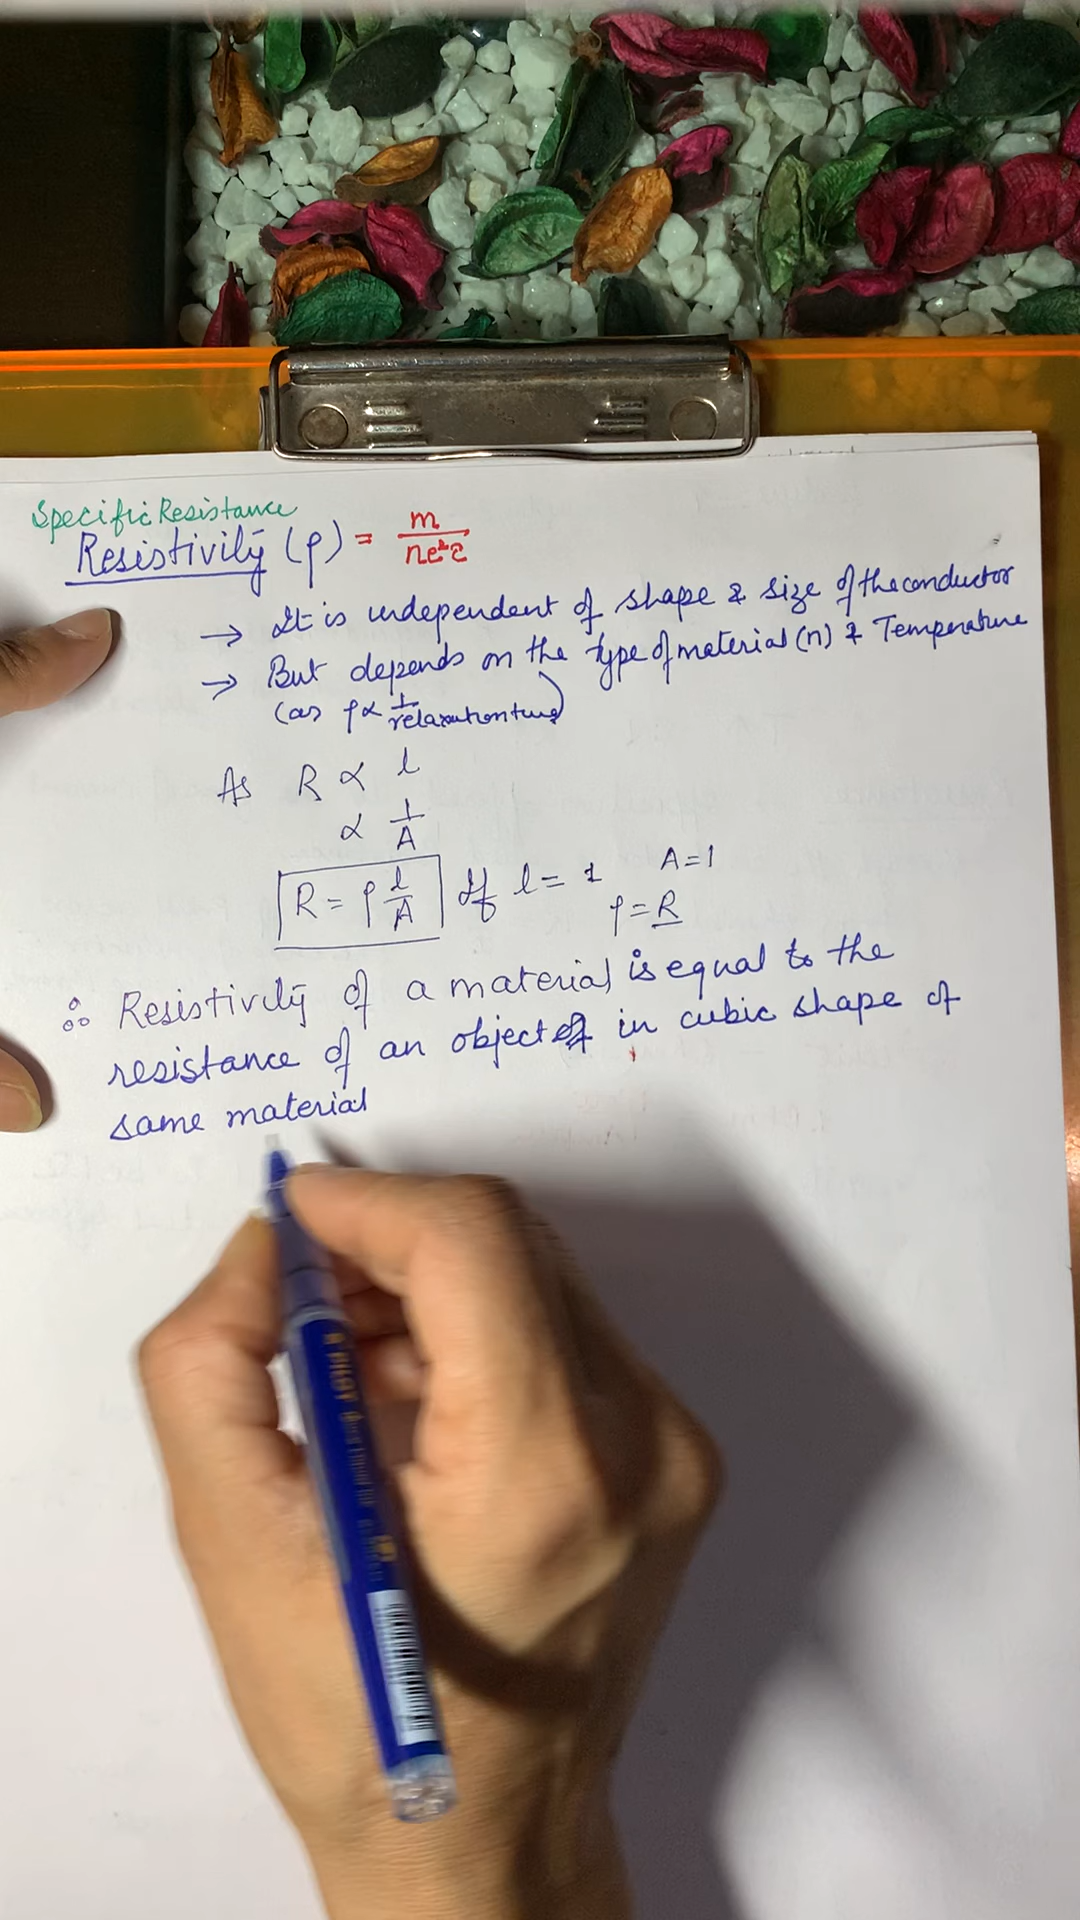 Specific Resistance
Resistivity (ρ) = m/ne²τ
→ It is independent of shape & size of the conductor
→ But depends on the type of material (n) & Temperature
(as ρ ∝ 1/relaxation time)
As R ∝ l
∝ 1/A
R = ρ l/A If l = 1 A = 1
ρ = R
∴ Resistivity of a material is equal to the
resistance of an object in cubic shape of
same material
PILOT